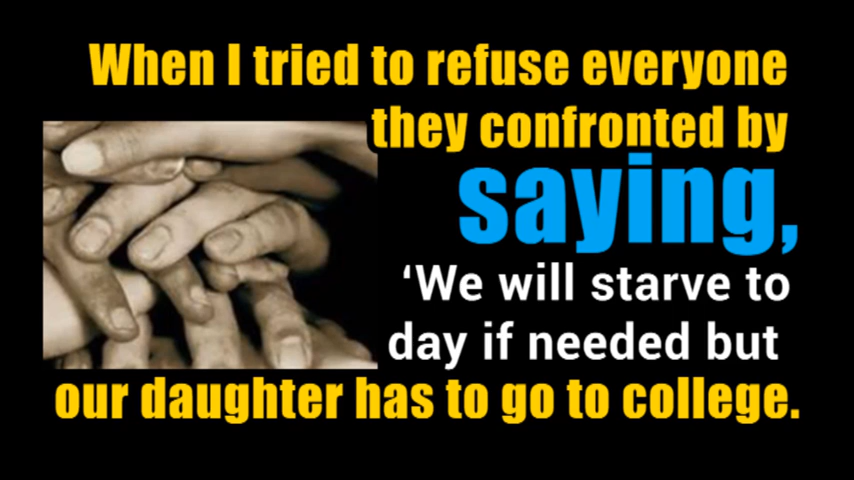 When I tried to refuse everyone
they confronted by
saying,
‘We will starve to
day if needed but
our daughter has to go to college.